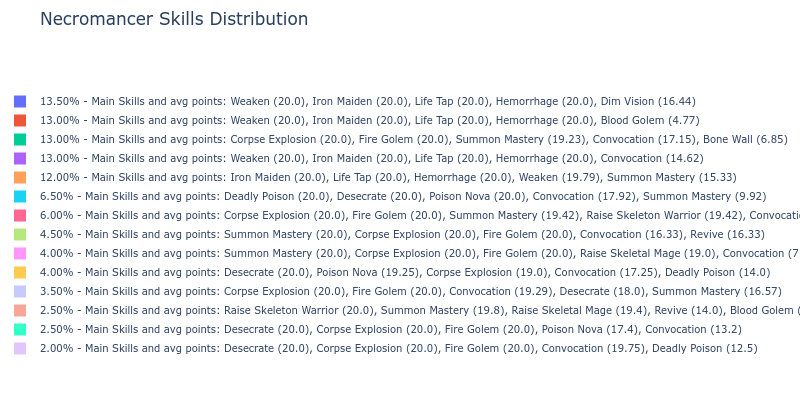 Necromancer Skills Distribution
13.50% - Main Skills and avg points: Weaken (20.0), Iron Maiden (20.0), Life Tap (20.0), Hemorrhage (20.0), Dim Vision (16.44)
13.00% - Main Skills and avg points: Weaken (20.0), Iron Maiden (20.0), Life Tap (20.0), Hemorrhage (20.0), Blood Golem (4.77)
13.00% - Main Skills and avg points: Corpse Explosion (20.0), Fire Golem (20.0), Summon Mastery (19.23), Convocation (17.15), Bone Wall (6.85)
13.00% - Main Skills and avg points: Weaken (20.0), Iron Maiden (20.0), Life Tap (20.0), Hemorrhage (20.0), Convocation (14.62)
12.00% - Main Skills and avg points: Iron Maiden (20.0), Life Tap (20.0), Hemorrhage (20.0), Weaken (19.79), Summon Mastery (15.33)
6.50% - Main Skills and avg points: Deadly Poison (20.0), Desecrate (20.0), Poison Nova (20.0), Convocation (17.92), Summon Mastery (9.92)
6.00% - Main Skills and avg points: Corpse Explosion (20.0), Fire Golem (20.0), Summon Mastery (19.42), Raise Skeleton Warrior (19.42), Convocatio
4.50% - Main Skills and avg points: Summon Mastery (20.0), Corpse Explosion (20.0), Fire Golem (20.0), Convocation (16.33), Revive (16.33)
4.00% - Main Skills and avg points: Summon Mastery (20.0), Corpse Explosion (20.0), Fire Golem (20.0), Raise Skeletal Mage (19.0), Convocation (7
4.00% - Main Skills and avg points: Desecrate (20.0), Poison Nova (19.25), Corpse Explosion (19.0), Convocation (17.25), Deadly Poison (14.0)
3.50% - Main Skills and avg points: Corpse Explosion (20.0), Fire Golem (20.0), Convocation (19.29), Desecrate (18.0), Summon Mastery (16.57)
2.50% - Main Skills and avg points: Raise Skeleton Warrior (20.0), Summon Mastery (19.8), Raise Skeletal Mage (19.4), Revive (14.0), Blood Golem (
2.50% - Main Skills and avg points: Desecrate (20.0), Corpse Explosion (20.0), Fire Golem (20.0), Poison Nova (17.4), Convocation (13.2)
2.00% - Main Skills and avg points: Desecrate (20.0), Corpse Explosion (20.0), Fire Golem (20.0), Convocation (19.75), Deadly Poison (12.5)